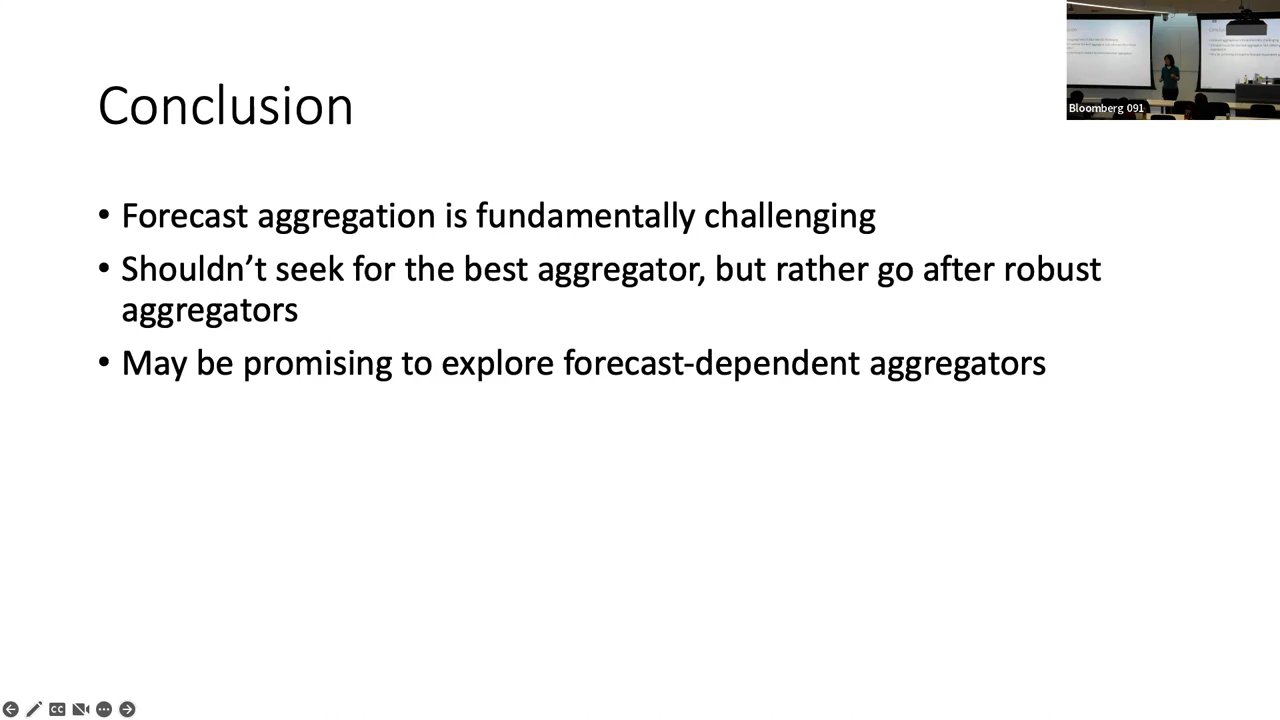 Conclusion
Bloomberg 091
• Forecast aggregation is fundamentally challenging
• Shouldn't seek for the best aggregator, but rather go after robust
aggregators
• May be promising to explore forecast-dependent aggregators
CC